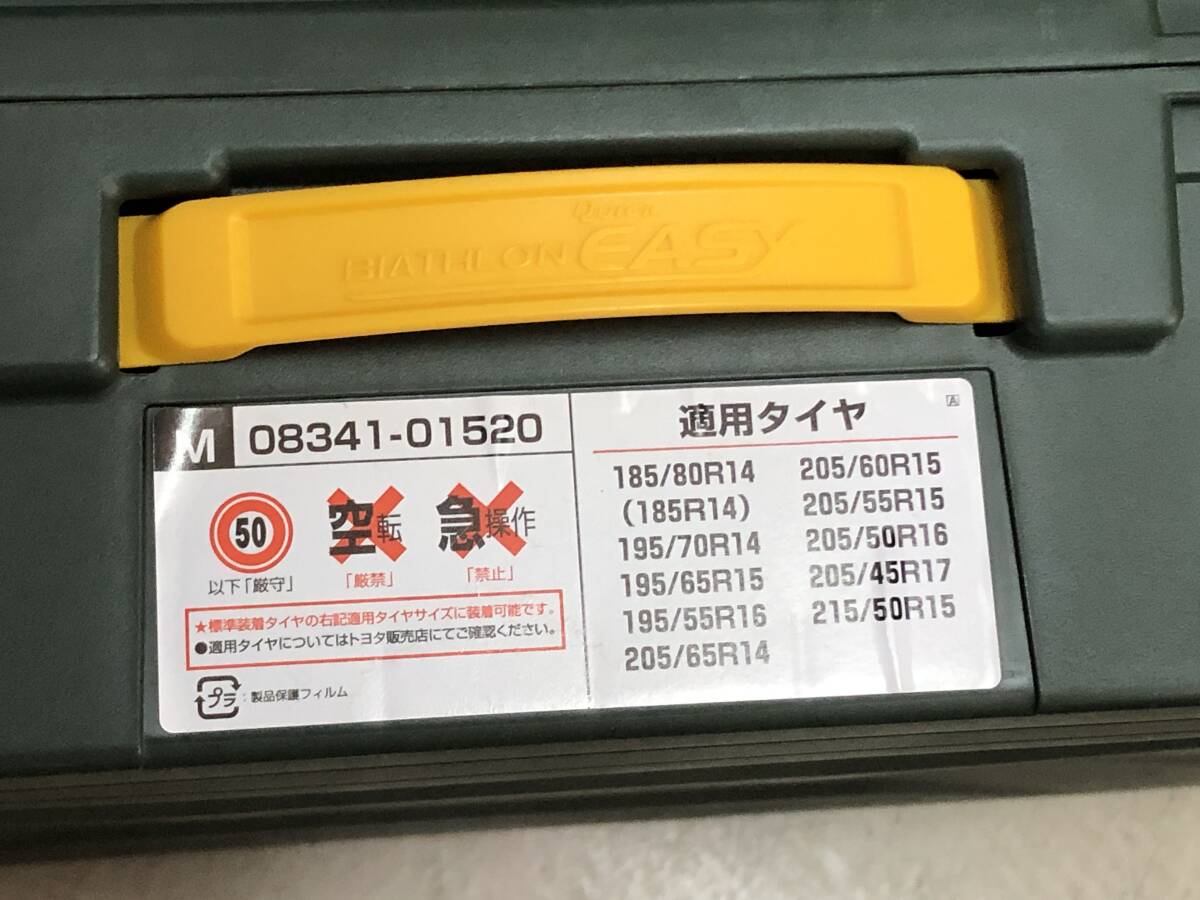 Quick
BIATHLON EASY
M 08341-01520
50
以下「厳守」
空転
「厳禁」
急操作
「禁止」
★標準装着タイヤの右記適用タイヤサイズに装着可能です。
●適用タイヤについてはトヨタ販売店にてご確認ください。
プラ:製品保護フィルム
適用タイヤ
A
185/80R14
(185R14)
195/70R14
195/65R15
195/55R16
205/65R14
205/60R15
205/55R15
205/50R16
205/45R17
215/50R15